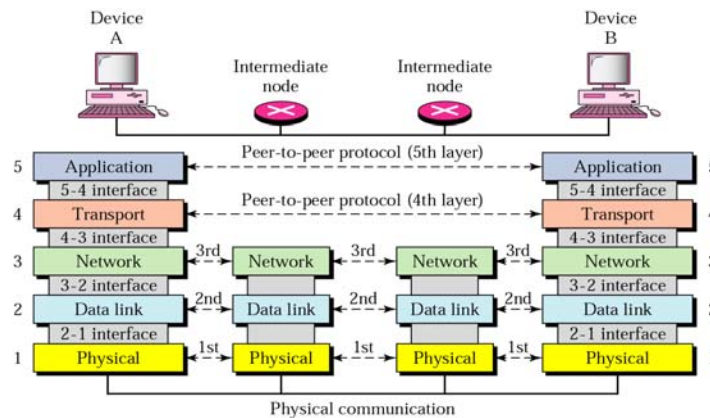 Device
A
Device
B
Intermediate
node
Intermediate
node
Peer-to-peer protocol (5th layer)
5 Application Application
5-4 interface 5-4 interface
Peer-to-peer protocol (4th layer)
4 Transport Transport
4-3 interface 4-3 interface
3 Network 3rd Network 3rd Network 3rd Network
3-2 interface 3-2 interface
2 Data link 2nd Data link 2nd Data link 2nd Data link
2-1 interface 2-1 interface
1 Physical 1st Physical 1st Physical 1st Physical
Physical communication